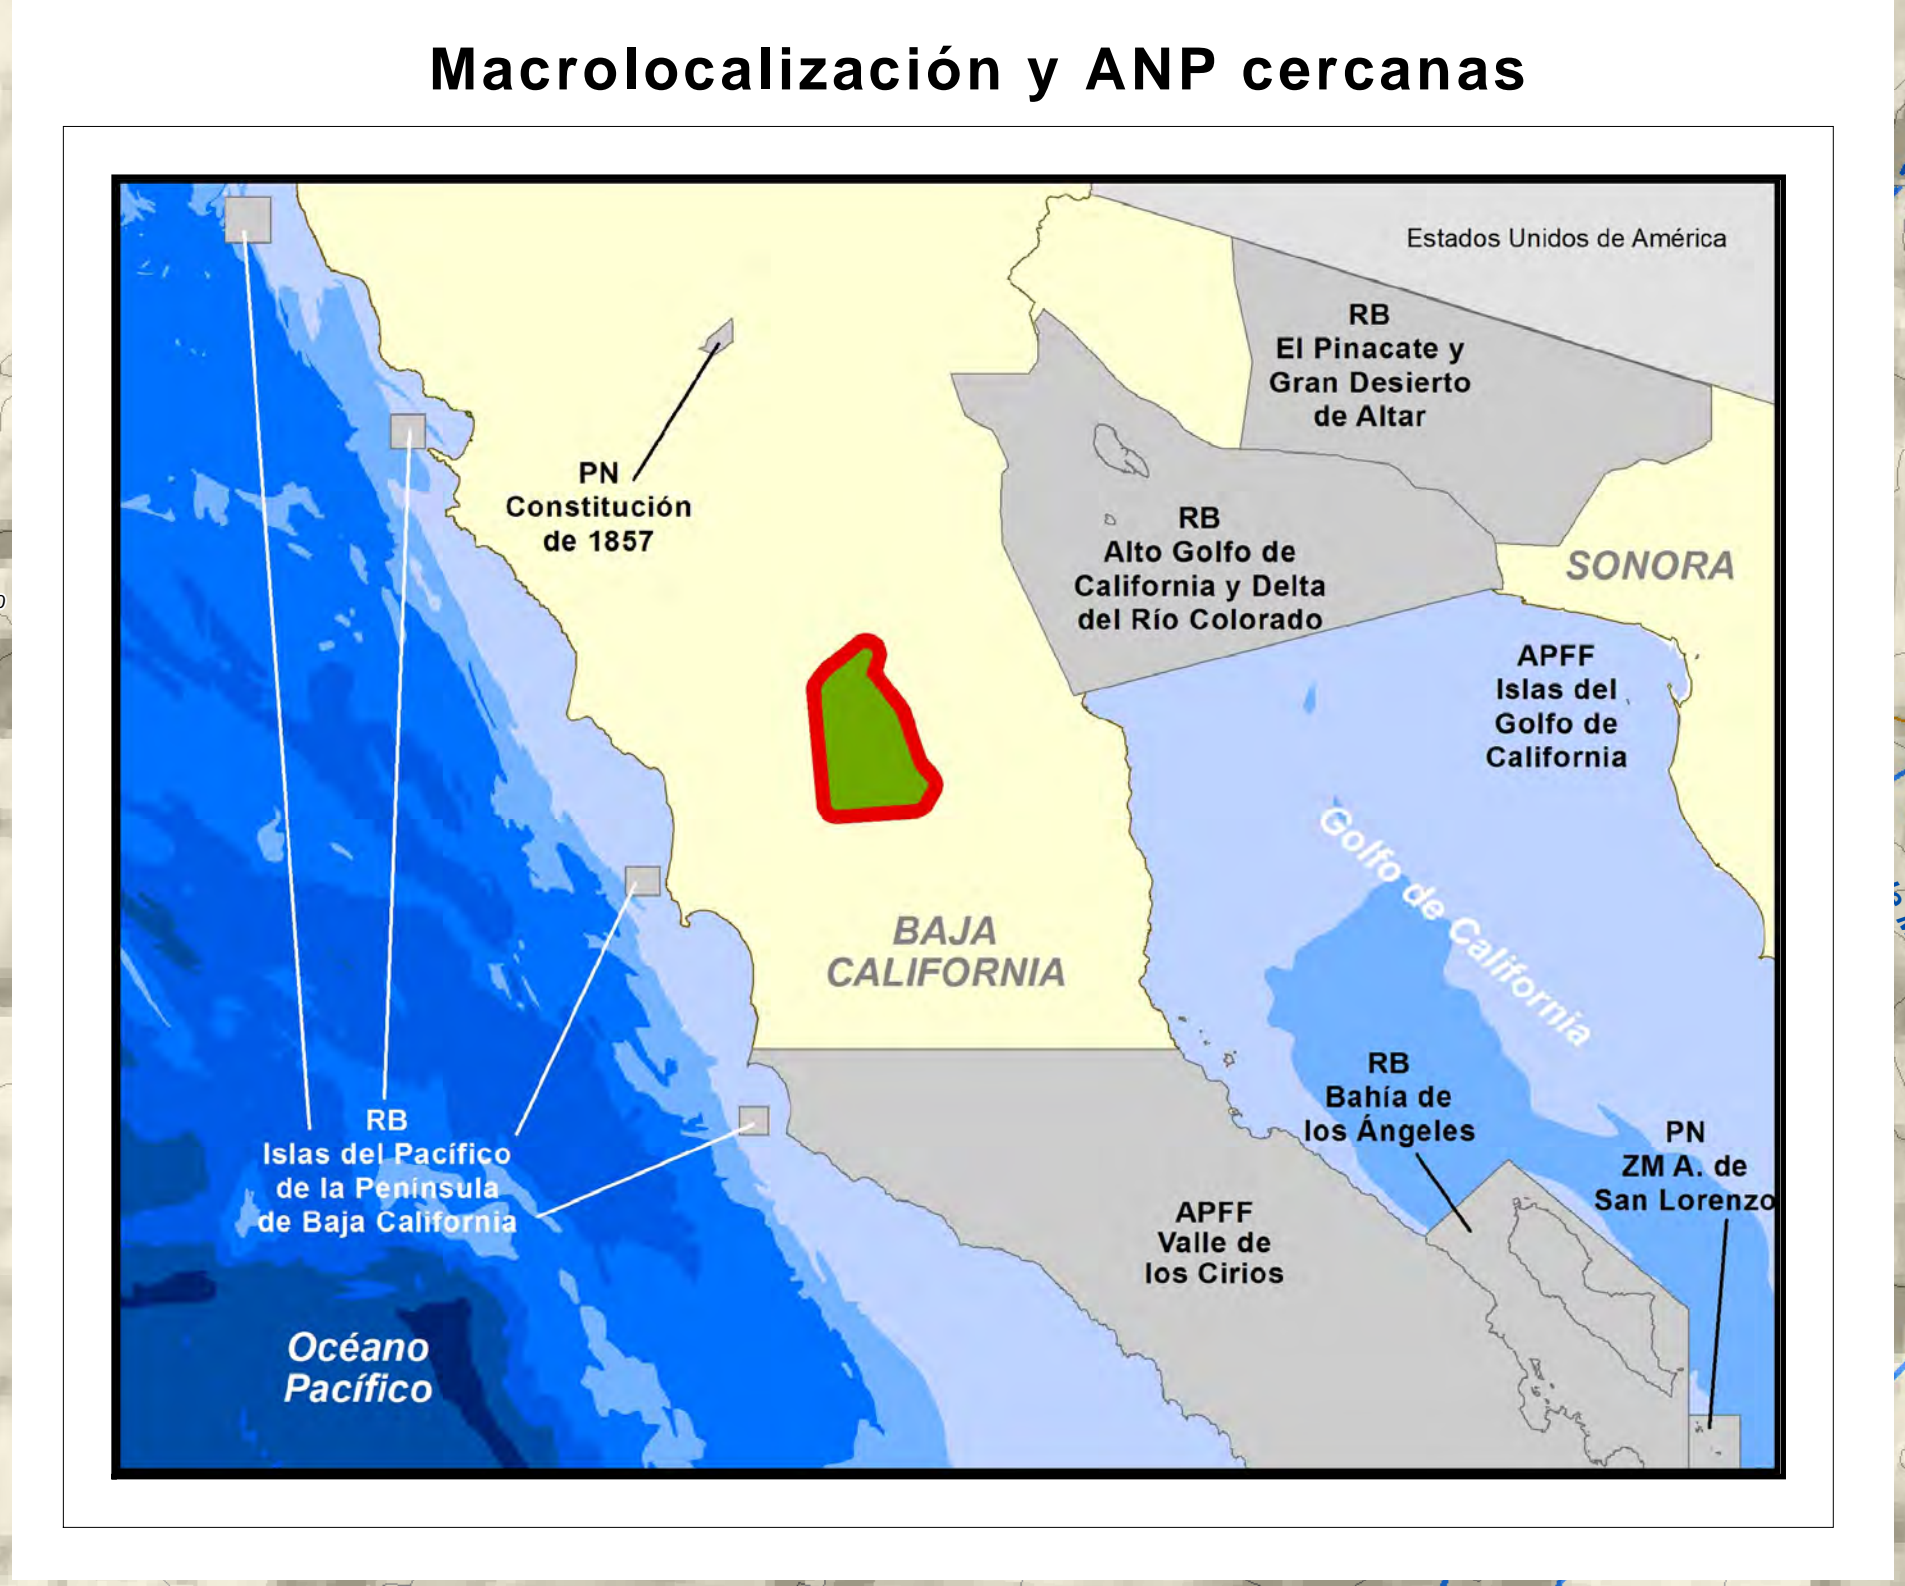 Macrolocalización y ANP cercanas
Estados Unidos de América
RB
El Pinacate y
Gran Desierto
de Altar
PN
Constitución
de 1857
RB
Alto Golfo de
California y Delta
del Río Colorado
SONORA
APFF
Islas del
Golfo de
California
Golfo de California
BAJA
CALIFORNIA
RB
Bahía de
los Ángeles
PN
ZM A. de
San Lorenzo
RB
Islas del Pacífico
de la Península
de Baja California
APFF
Valle de
los Cirios
Océano
Pacífico